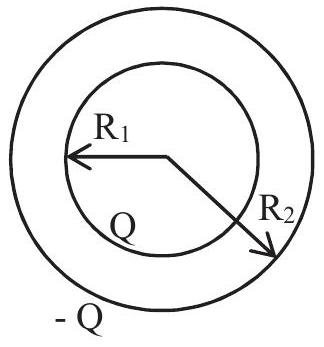 R₁
R₂
Q
- Q